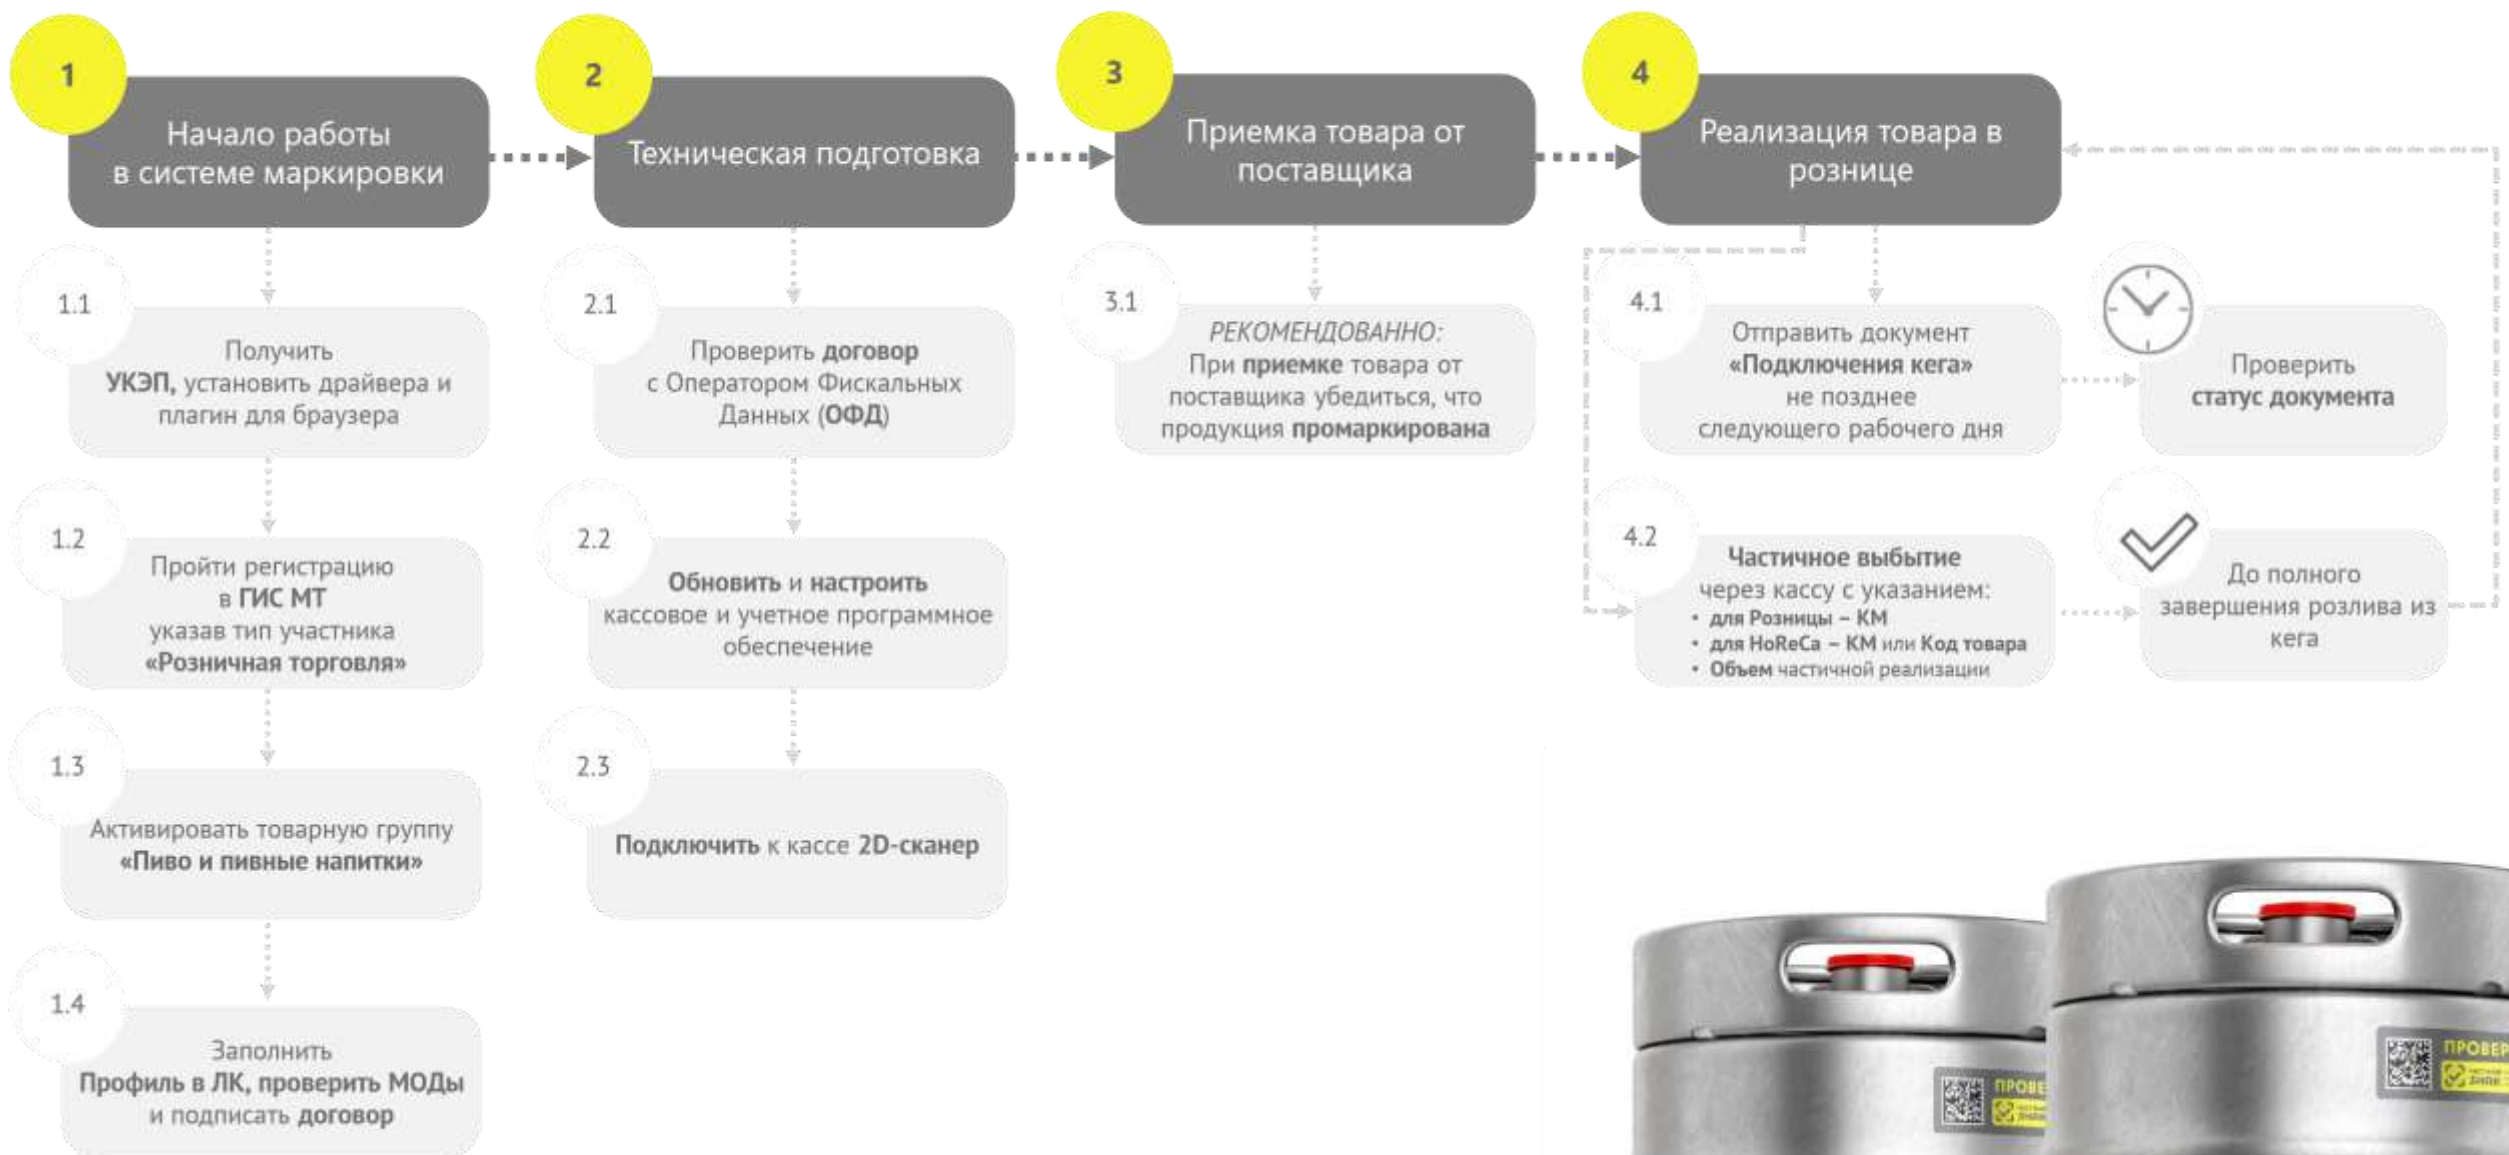 1
Начало работы
в системе маркировки
1.1
Получить
УКЭП, установить драйвера и
плагин для браузера
1.2
Пройти регистрацию
в ГИС МТ
указав тип участника
«Розничная торговля»
1.3
Активировать товарную группу
«Пиво и пивные напитки»
1.4
Заполнить
Профиль в ЛК, проверить МОДы
и подписать договор
2
Техническая подготовка
2.1
Проверить договор
с Оператором Фискальных
Данных (ОФД)
2.2
Обновить и настроить
кассовое и учетное программное
обеспечение
2.3
Подключить к кассе 2D-сканер
3
Приемка товара от
поставщика
3.1
РЕКОМЕНДОВАННО:
При приемке товара от
поставщика убедиться, что
продукция промаркирована
4
Реализация товара в
рознице
4.1
Отправить документ
«Подключения кега»
не позднее
следующего рабочего дня
Проверить
статус документа
4.2
Частичное выбытие
через кассу с указанием:
• для Розницы – КМ
• для HoReCa – КМ или Код товара
• Объем частичной реализации
До полного
завершения розлива из
кега
ПРОВЕ
ПРОВЕР